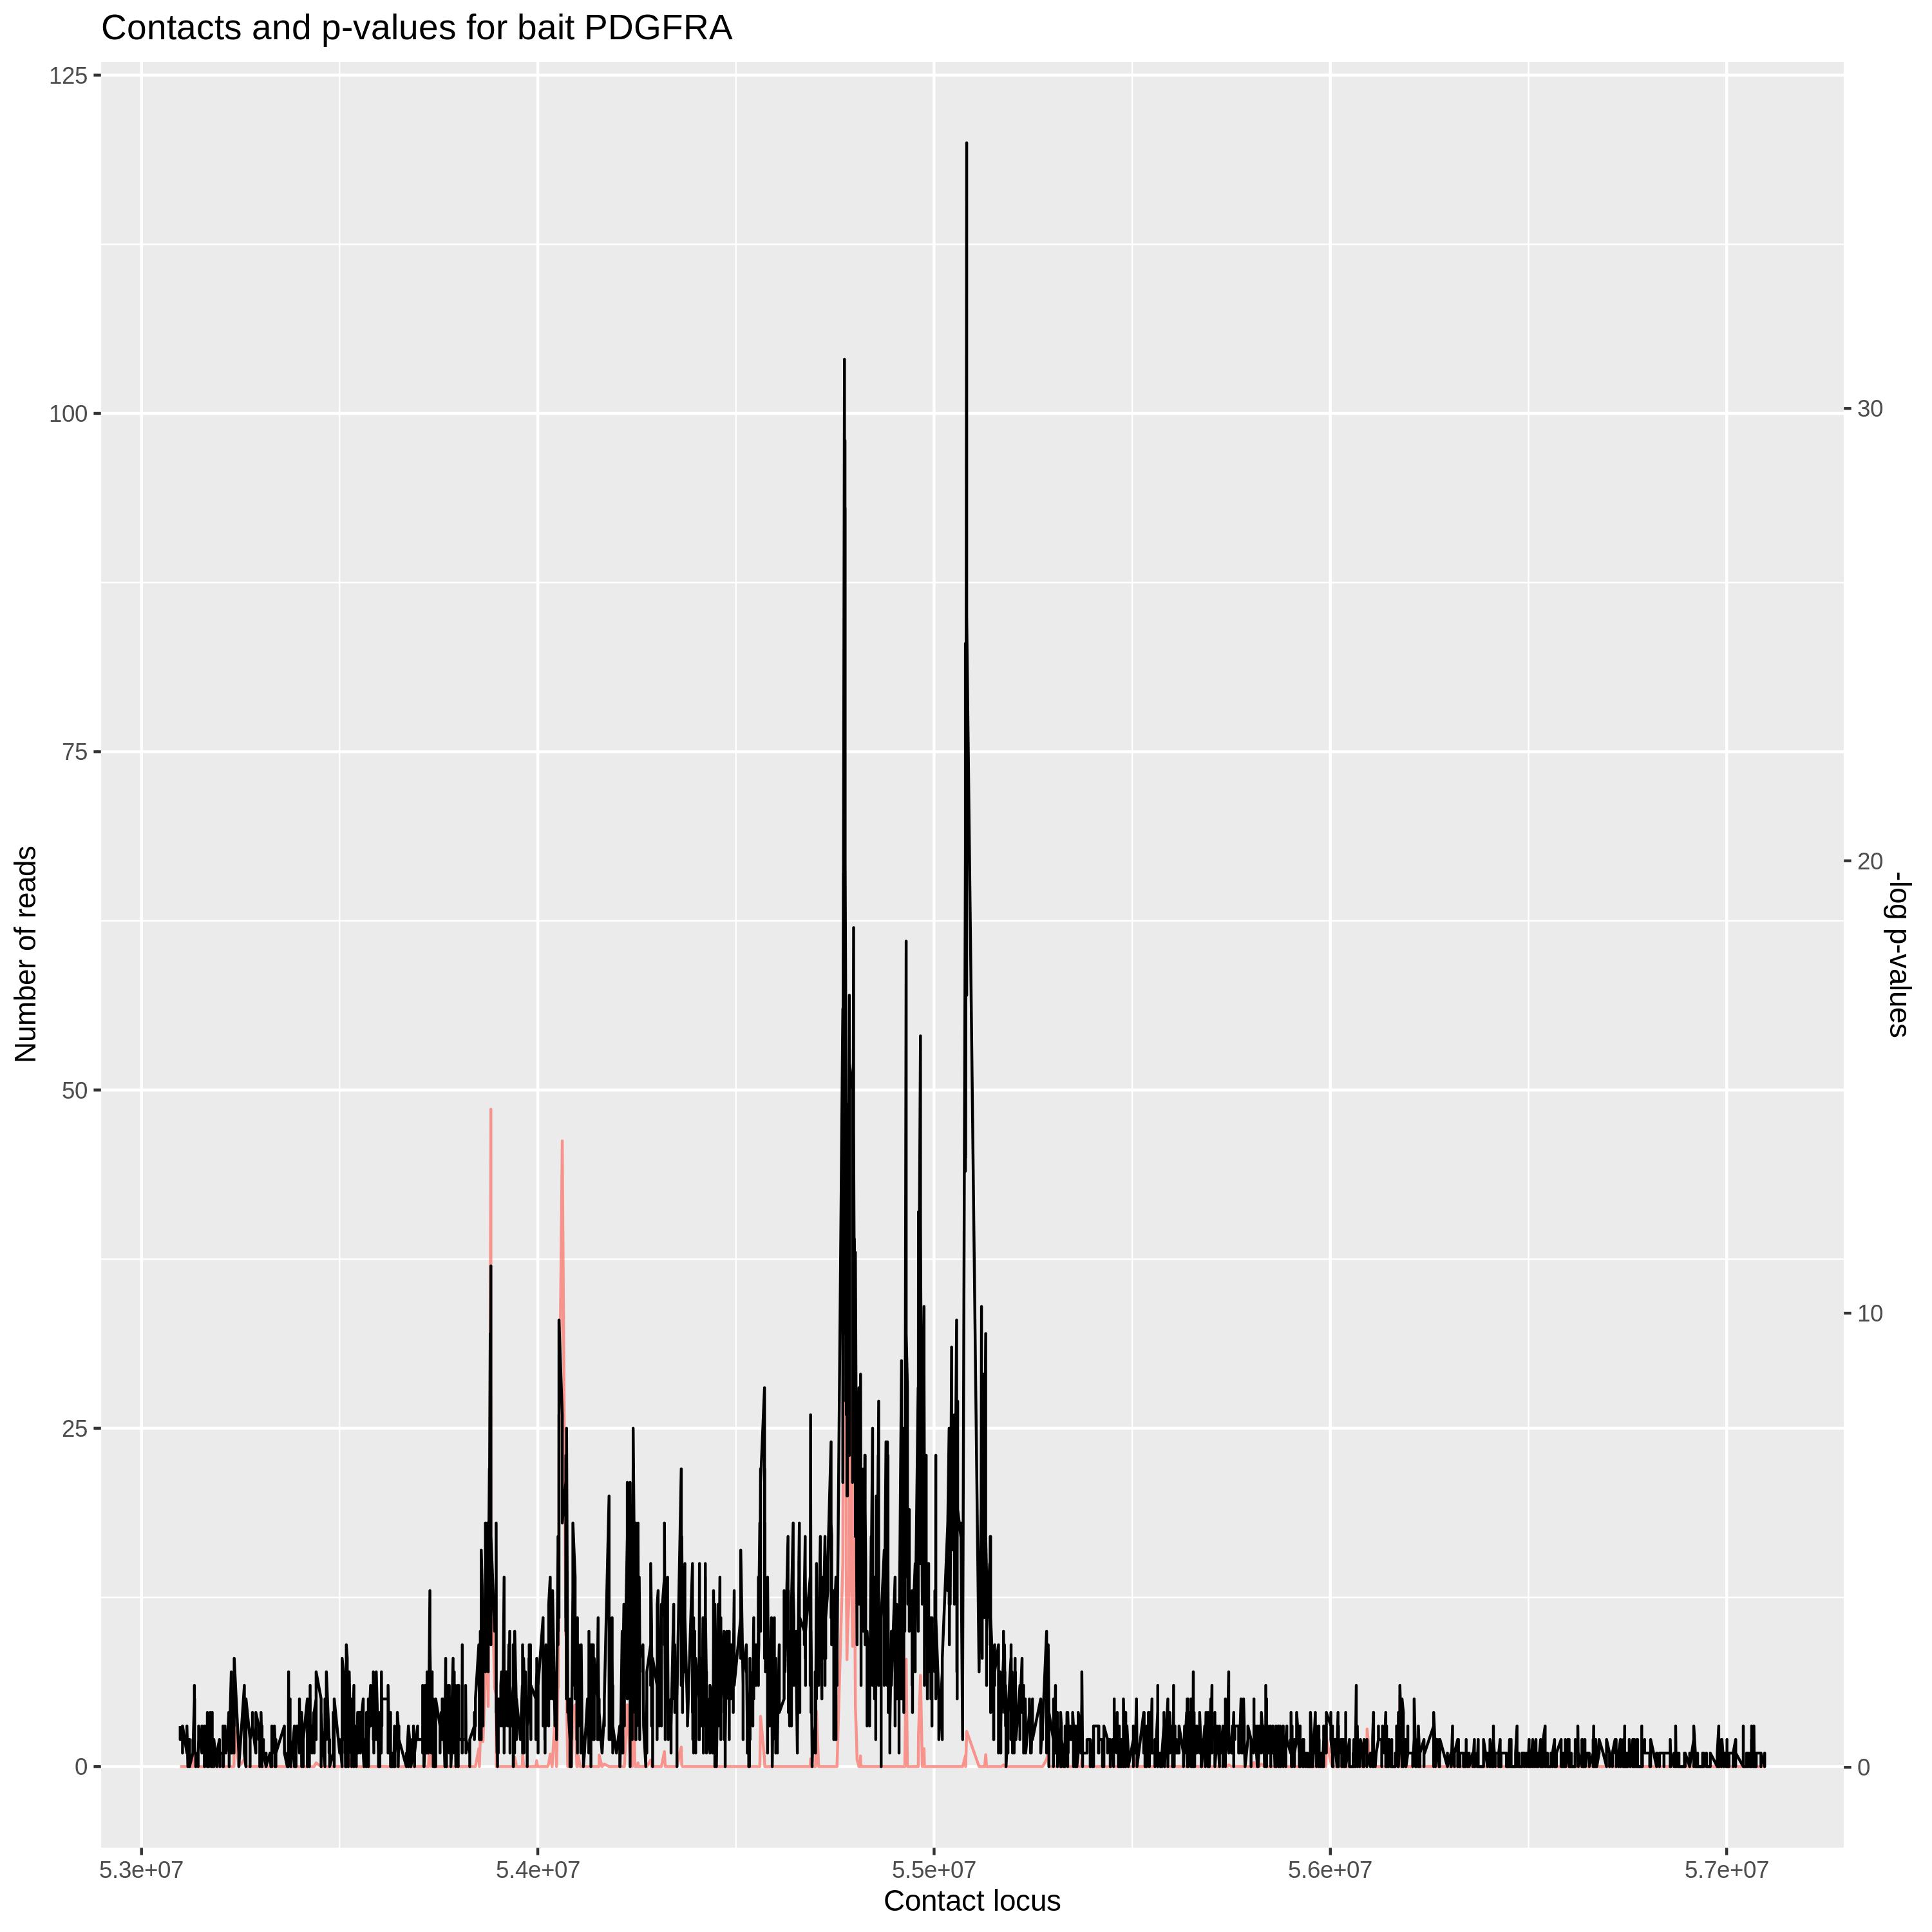 Contacts and p-values for bait PDGFRA
125
100
75
50
25
0
Number of reads
30
20
10
0
-log p-values
5.3e+07
5.4e+07
5.5e+07
5.6e+07
5.7e+07
Contact locus